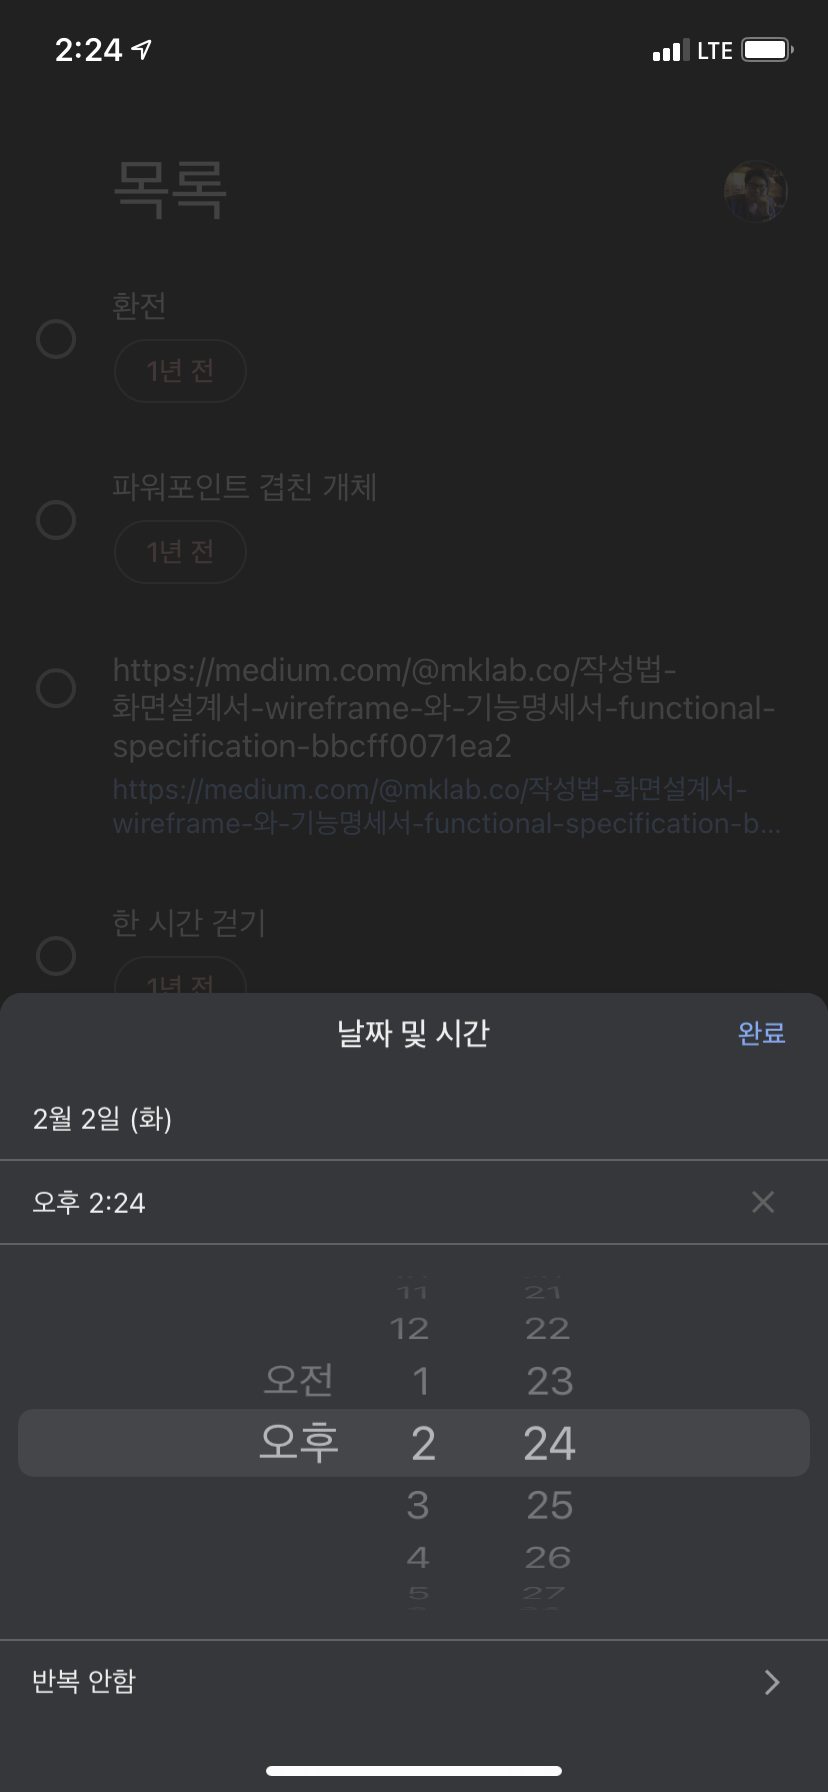 2:24
LTE
목록
환전
1년 전
파워포인트 겹친 개체
1년 전
https://medium.com/@mklab.co/작성법-
화면설계서-wireframe-와-기능명세서-functional-
specification-bbcff0071ea2
https://medium.com/@mklab.co/작성법-화면설계서-
wireframe-와-기능명세서-functional-specification-b...
한 시간 걷기
1년 전
날짜 및 시간 완료
2월 2일 (화)
오후 2:24
11 21
12 22
오전 1 23
오후 2 24
3 25
4 26
5 27
반복 안함